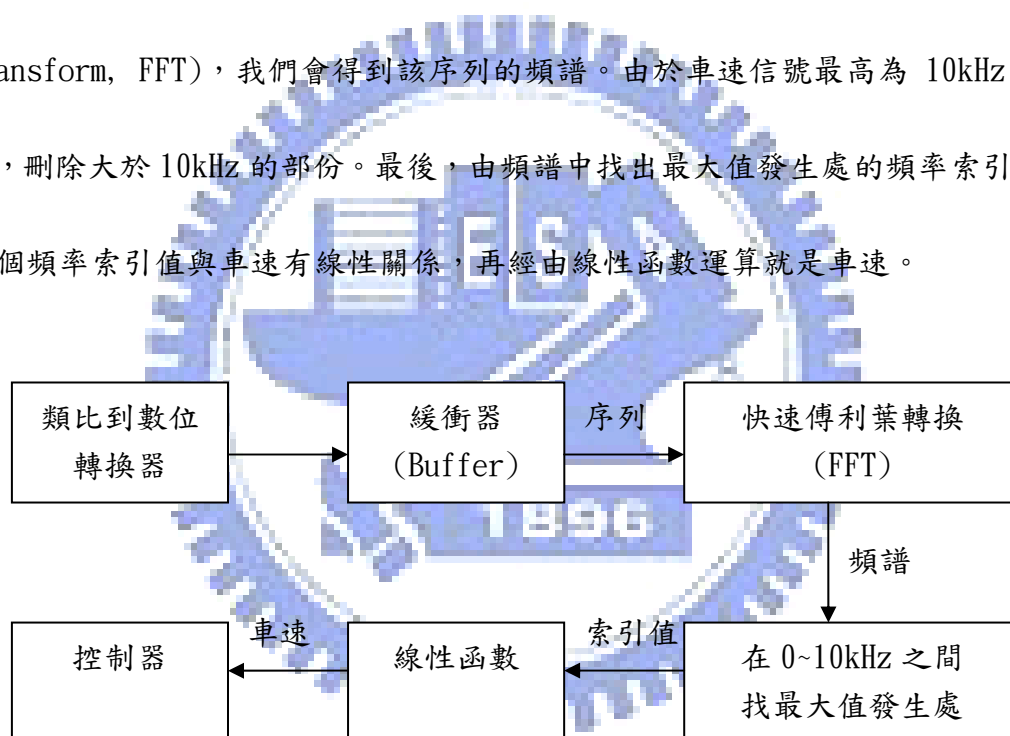 ansform, FFT)，我們會得到該序列的頻譜。由於車速信號最高為 10kHz
，刪除大於 10kHz 的部份。最後，由頻譜中找出最大值發生處的頻率索引
個頻率索引值與車速有線性關係，再經由線性函數運算就是車速。
ESA
類比到數位
轉換器
緩衝器
(Buffer)
序列
快速傅利葉轉換
(FFT)
1896
頻譜
控制器
車速
線性函數
索引值
在 0~10kHz 之間
找最大值發生處